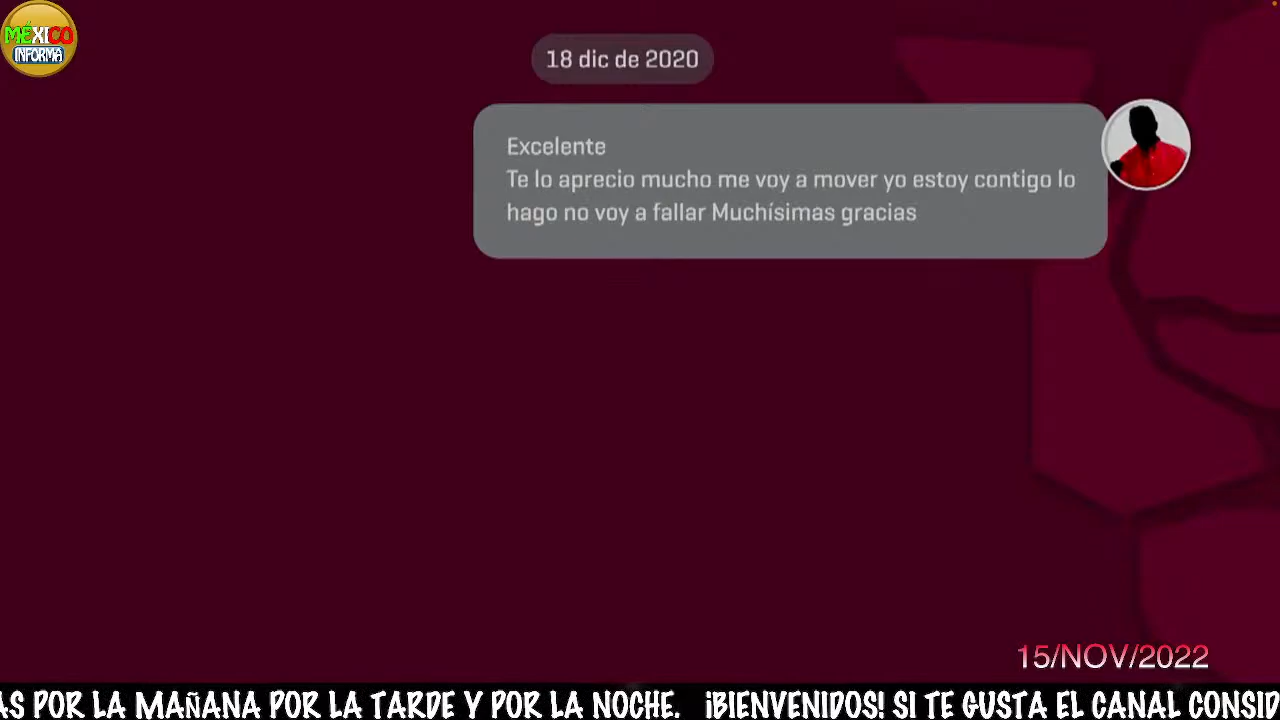 MÉXICO
INFORMA
18 dic de 2020
Excelente
Te lo aprecio mucho me voy a mover yo estoy contigo lo
hago no voy a fallar Muchísimas gracias
15/NOV/2022
AS POR LA MAÑANA POR LA TARDE Y POR LA NOCHE. ¡BIENVENIDOS! SI TE GUSTA EL CANAL CONSID